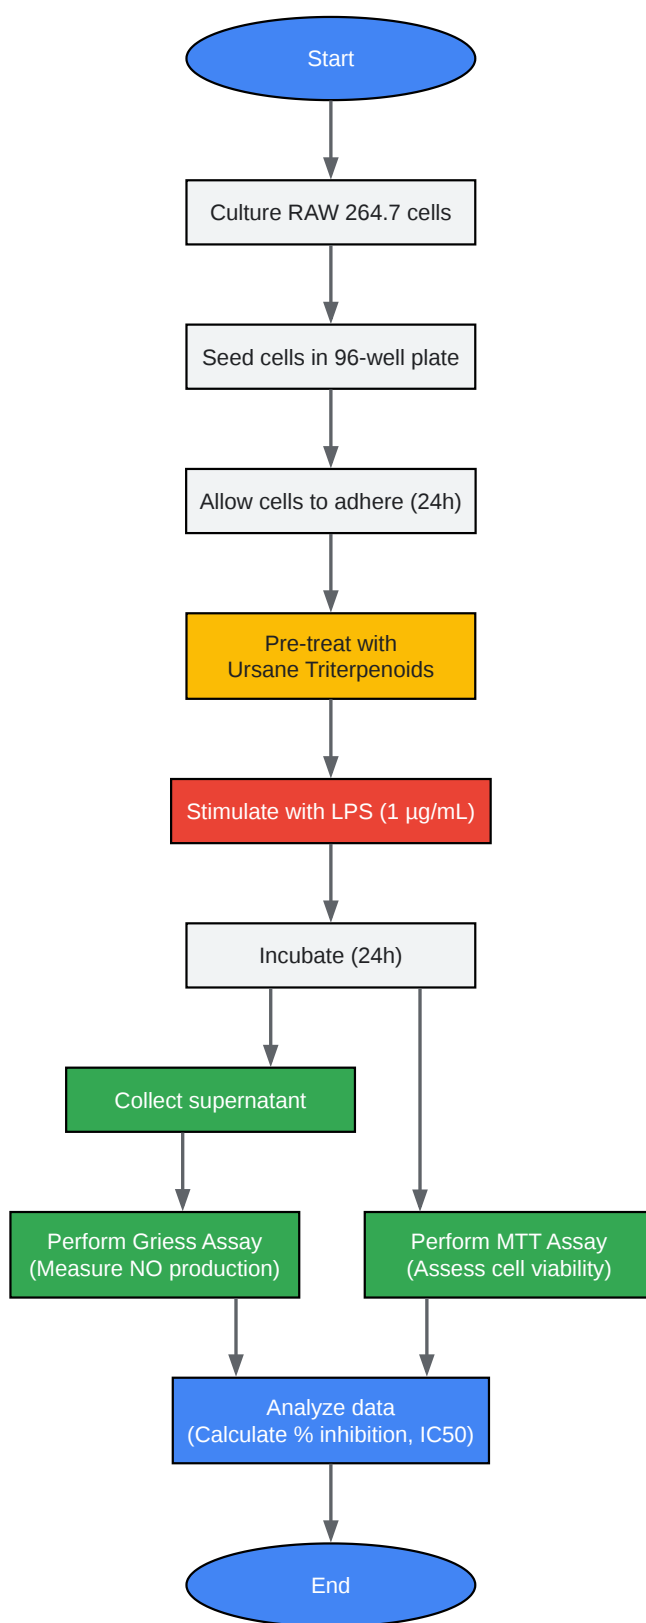 Start
Culture RAW 264.7 cells
Seed cells in 96-well plate
Allow cells to adhere (24h)
Pre-treat with
Ursane Triterpenoids
Stimulate with LPS (1 µg/mL)
Incubate (24h)
Collect supernatant
Perform Griess Assay
(Measure NO production)
Perform MTT Assay
(Assess cell viability)
Analyze data
(Calculate % inhibition, IC50)
End